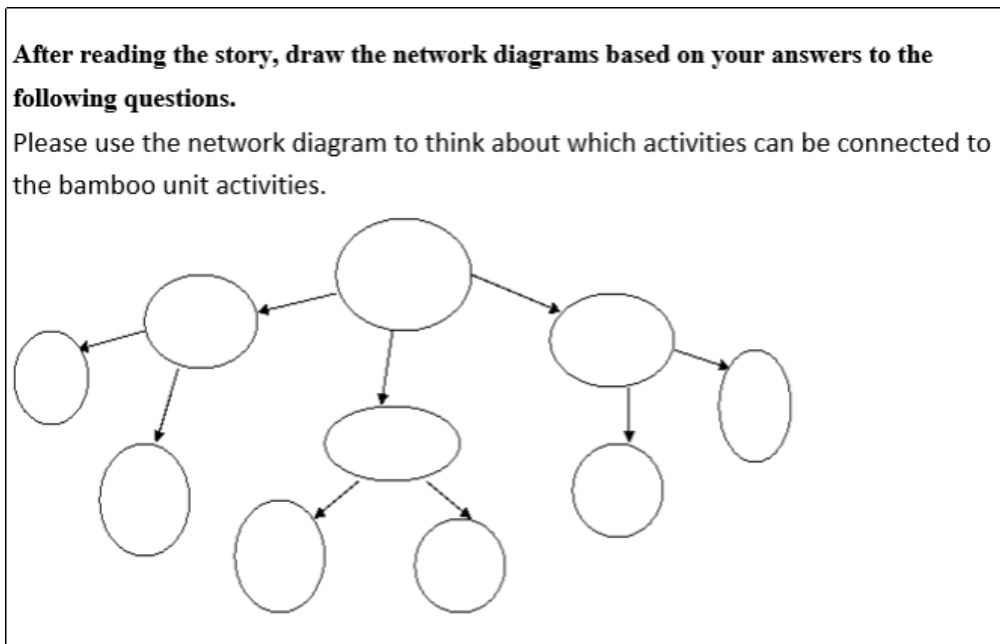 After reading the story, draw the network diagrams based on your answers to the
following questions.
Please use the network diagram to think about which activities can be connected to
the bamboo unit activities.